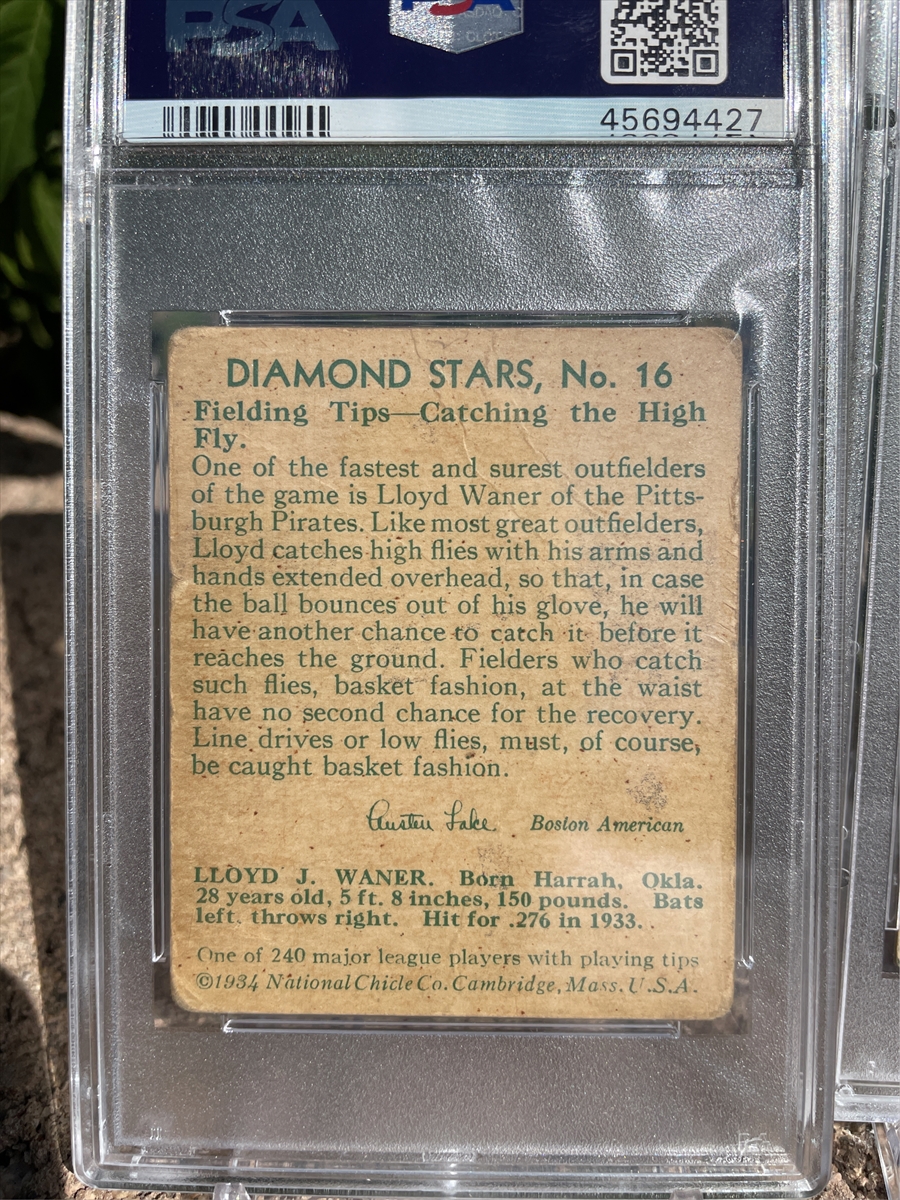 PSA
45694427
DIAMOND STARS, No. 16
Fielding Tips—Catching the High
Fly.
One of the fastest and surest outfielders
of the game is Lloyd Waner of the Pitts-
burgh Pirates. Like most great outfielders,
Lloyd catches high flies with his arms and
hands extended overhead, so that, in case
the ball bounces out of his glove, he will
have another chance to catch it before it
reaches the ground. Fielders who catch
such flies, basket fashion, at the waist
have no second chance for the recovery.
Line drives or low flies, must, of course,
be caught basket fashion.
Austen Lake Boston American
LLOYD J. WANER. Born Harrah, Okla.
28 years old, 5 ft. 8 inches, 150 pounds. Bats
left. throws right. Hit for .276 in 1933.
One of 240 major league players with playing tips
©1934 National Chicle Co. Cambridge, Mass. U.S.A.